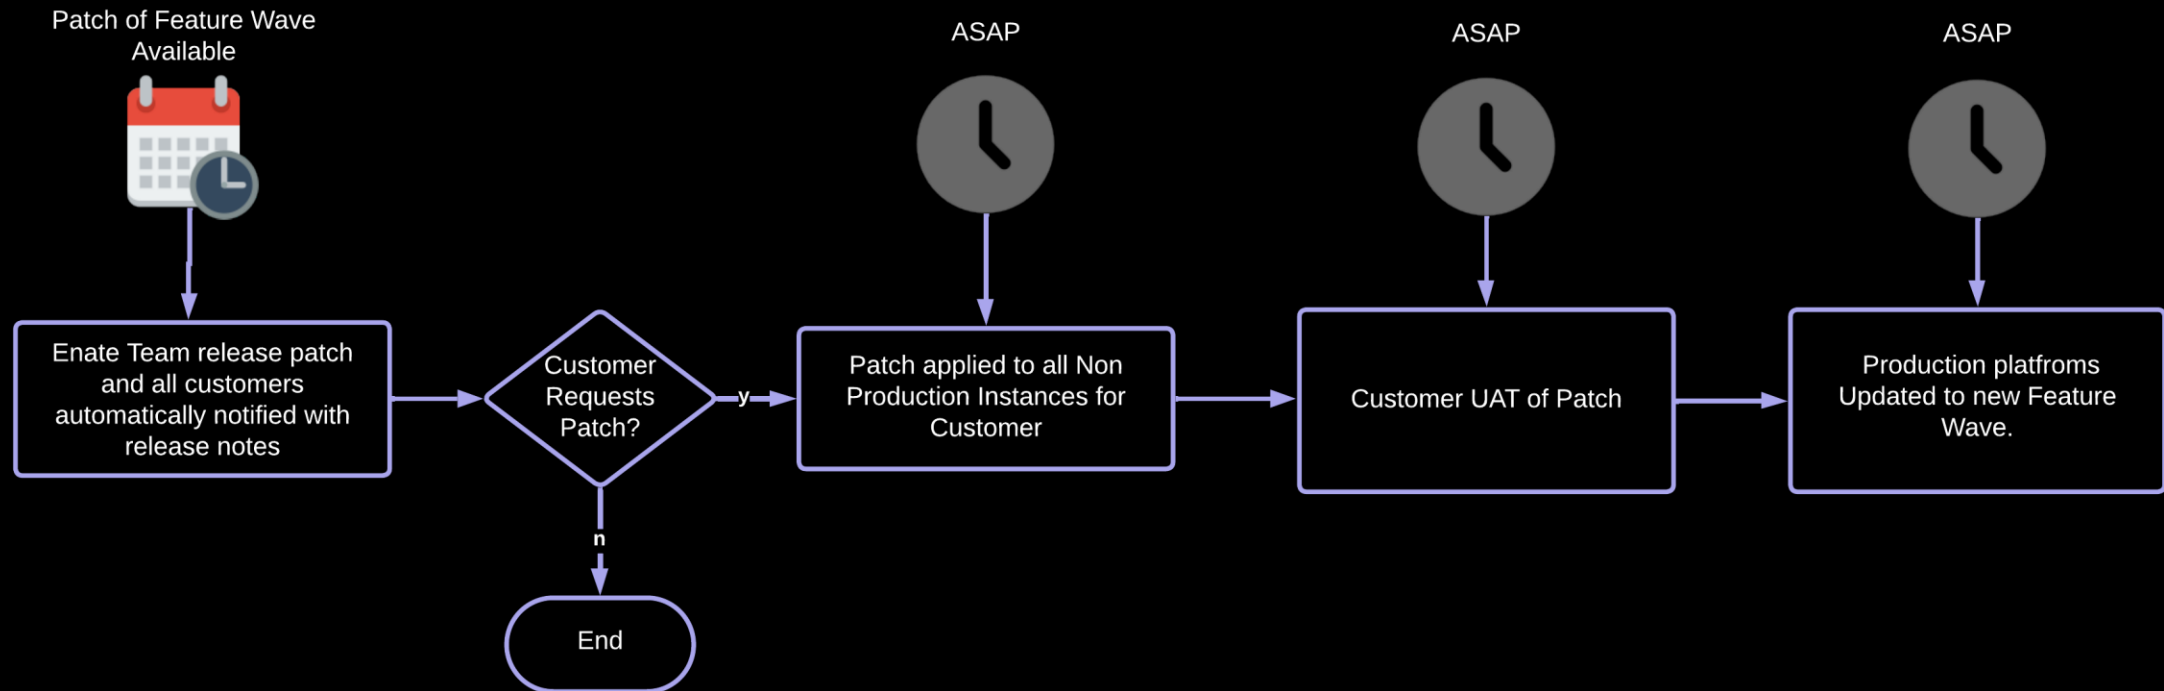 Patch of Feature Wave
Available
ASAP
ASAP
ASAP
Enate Team release patch
and all customers
automatically notified with
release notes
Customer
Requests
Patch?
y
Patch applied to all Non
Production Instances for
Customer
Customer UAT of Patch
Production platfroms
Updated to new Feature
Wave.
n
End